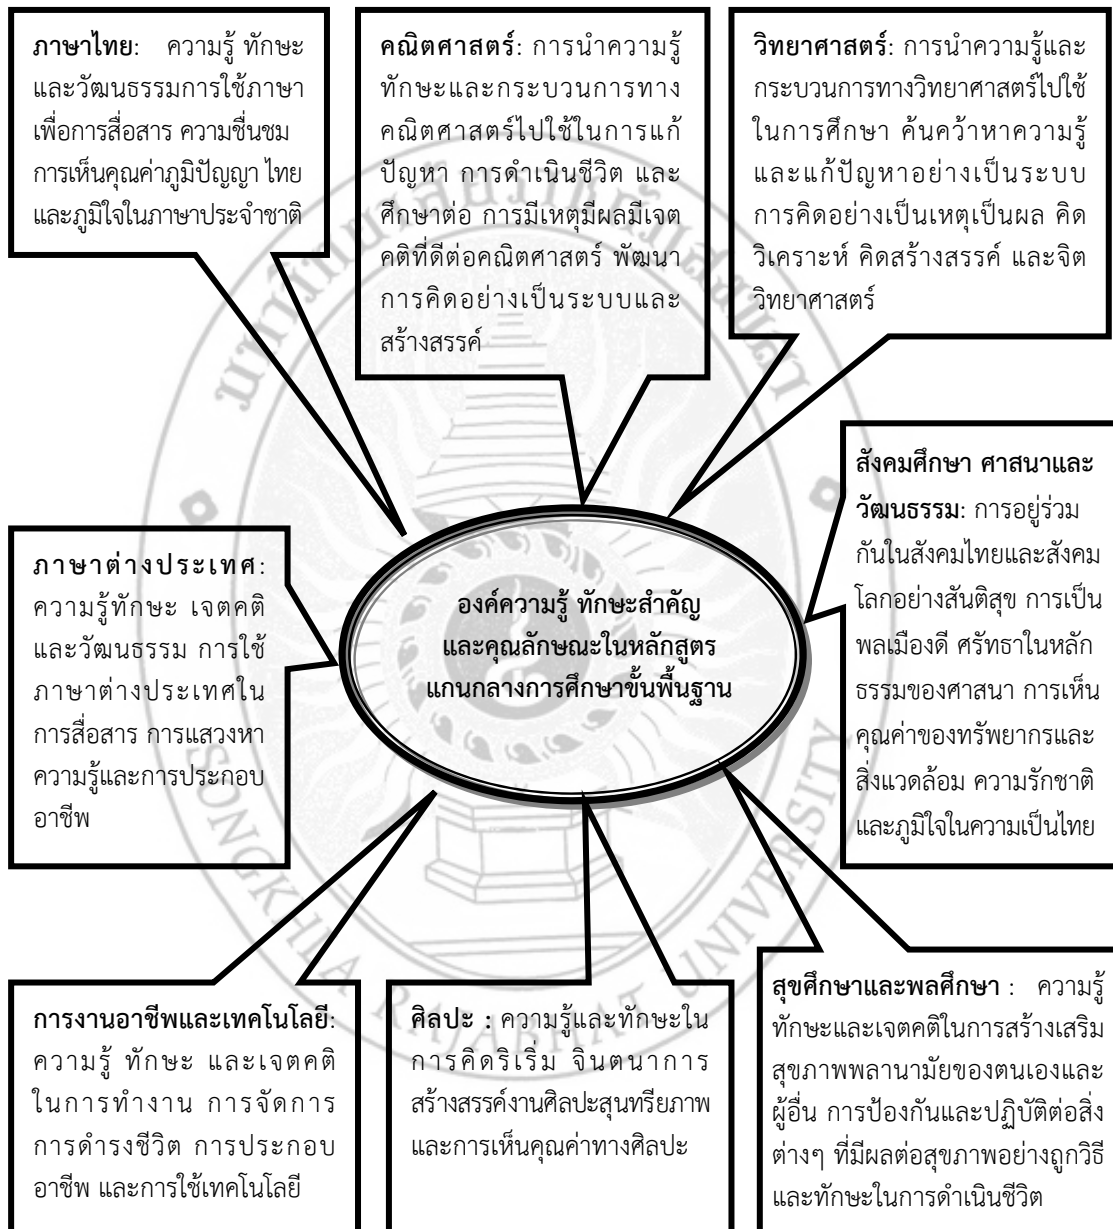 ภาษาไทย: ความรู้ ทักษะ
และวัฒนธรรมการใช้ภาษา
เพื่อการสื่อสาร ความชื่นชม
การเห็นคุณค่าภูมิปัญญา ไทย
และภูมิใจในภาษาประจำชาติ
คณิตศาสตร์: การนำความรู้
ทักษะและกระบวนการทาง
คณิตศาสตร์ไปใช้ในการแก้
ปัญหา การดำเนินชีวิต และ
ศึกษาต่อ การมีเหตุมีผลมีเจต
คติที่ดีต่อคณิตศาสตร์ พัฒนา
การคิดอย่างเป็นระบบและ
สร้างสรรค์
วิทยาศาสตร์: การนำความรู้และ
กระบวนการทางวิทยาศาสตร์ไปใช้
ในการศึกษา ค้นคว้าหาความรู้
และแก้ปัญหาอย่างเป็นระบบ
การคิดอย่างเป็นเหตุเป็นผล คิด
วิเคราะห์ คิดสร้างสรรค์ และจิต
วิทยาศาสตร์
สังคมศึกษา ศาสนาและ
วัฒนธรรม: การอยู่ร่วม
กันในสังคมไทยและสังคม
โลกอย่างสันติสุข การเป็น
พลเมืองดี ศรัทธาในหลัก
ธรรมของศาสนา การเห็น
คุณค่าของทรัพยากรและ
สิ่งแวดล้อม ความรักชาติ
และภูมิใจในความเป็นไทย
ภาษาต่างประเทศ:
ความรู้ทักษะ เจตคติ
และวัฒนธรรม การใช้
ภาษาต่างประเทศใน
การสื่อสาร การแสวงหา
ความรู้และการประกอบ
อาชีพ
องค์ความรู้ ทักษะสำคัญ
และคุณลักษณะในหลักสูตร
แกนกลางการศึกษาขั้นพื้นฐาน
การงานอาชีพและเทคโนโลยี:
ความรู้ ทักษะ และเจตคติ
ในการทำงาน การจัดการ
การดำรงชีวิต การประกอบ
อาชีพ และการใช้เทคโนโลยี
ศิลปะ : ความรู้และทักษะใน
การคิดริเริ่ม จินตนาการ
สร้างสรรค์งานศิลปะสุนทรียภาพ
และการเห็นคุณค่าทางศิลปะ
สุขศึกษาและพลศึกษา : ความรู้
ทักษะและเจตคติในการสร้างเสริม
สุขภาพพลานามัยของตนเองและ
ผู้อื่น การป้องกันและปฏิบัติต่อสิ่ง
ต่างๆ ที่มีผลต่อสุขภาพอย่างถูกวิธี
และทักษะในการดำเนินชีวิต
SONGKHLA RAJABHAT UNIVERSITY